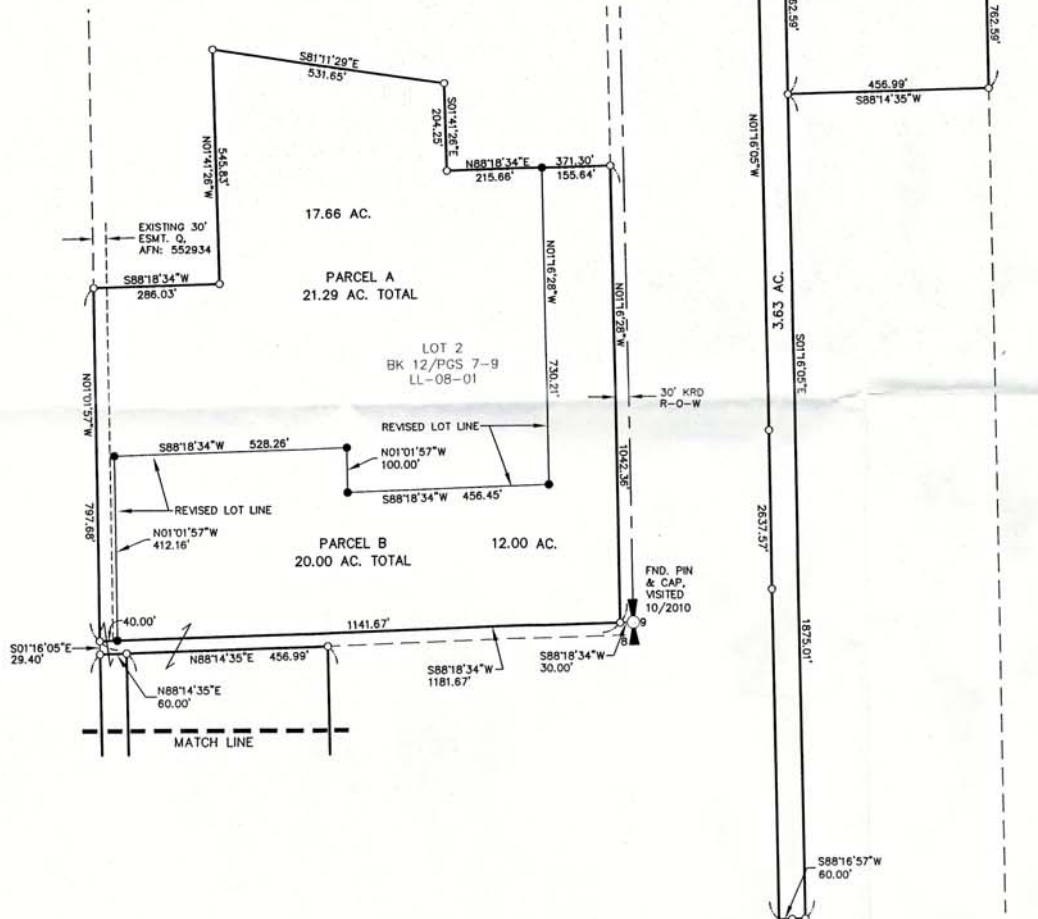 S81°11'29"E
531.65'
S01°41'26"E
204.25'
N88°18'34"E
215.66'
371.30'
155.64'
N01°41'26"W
545.83'
17.66 AC.
EXISTING 30'
ESMT. Q,
AFN: 552934
S88°18'34"W
286.03'
PARCEL A
21.29 AC. TOTAL
N01°16'28"W
730.21'
N01°16'28"W
1042.36'
LOT 2
BK 12/PGS 7-9
LL-08-01
30' KRD
R-O-W
N01°01'57"W
797.68'
S88°18'34"W 528.26'
REVISED LOT LINE
N01°01'57"W
100.00'
S88°18'34"W 456.45'
REVISED LOT LINE
N01°01'57"W
412.16'
PARCEL B
20.00 AC. TOTAL
12.00 AC.
FND. PIN
& CAP,
VISITED
10/2010
9
8
40.00'
1141.67'
S01°16'05"E
29.40'
N88°14'35"E 456.99'
S88°18'34"W
1181.67'
S88°18'34"W
30.00'
N88°14'35"E
60.00'
MATCH LINE
762.59'
456.99'
S88°14'35"W
N01°16'05"W
2637.57'
3.63 AC.
S01°16'05"E
1875.01'
S88°16'57"W
60.00'